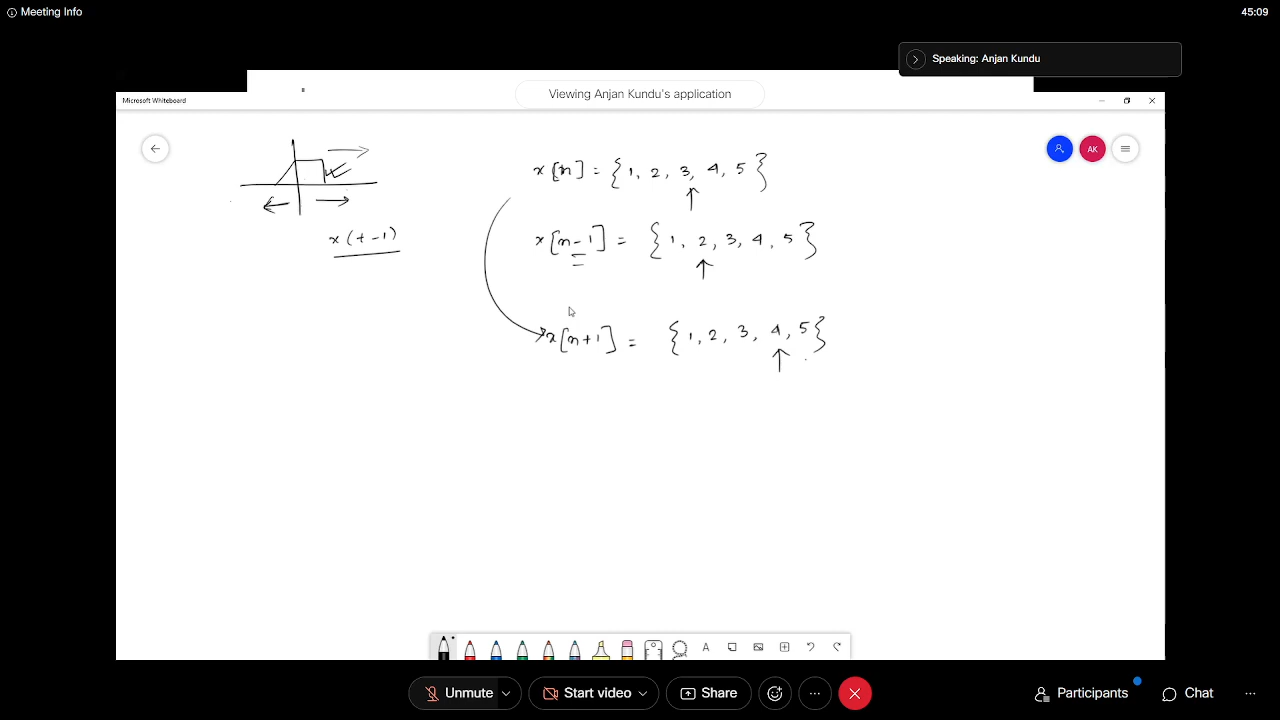 Meeting Info
45:09
Speaking: Anjan Kundu
Viewing Anjan Kundu's application
Microsoft Whiteboard
AK
x[n] = {1, 2, 3, 4, 5}
↑
x[n-1] = {1, 2, 3, 4, 5}
↑
x(t-1)
x[n+1] = {1, 2, 3, 4, 5}
↑
A
Unmute
Start video
Share
Participants
Chat